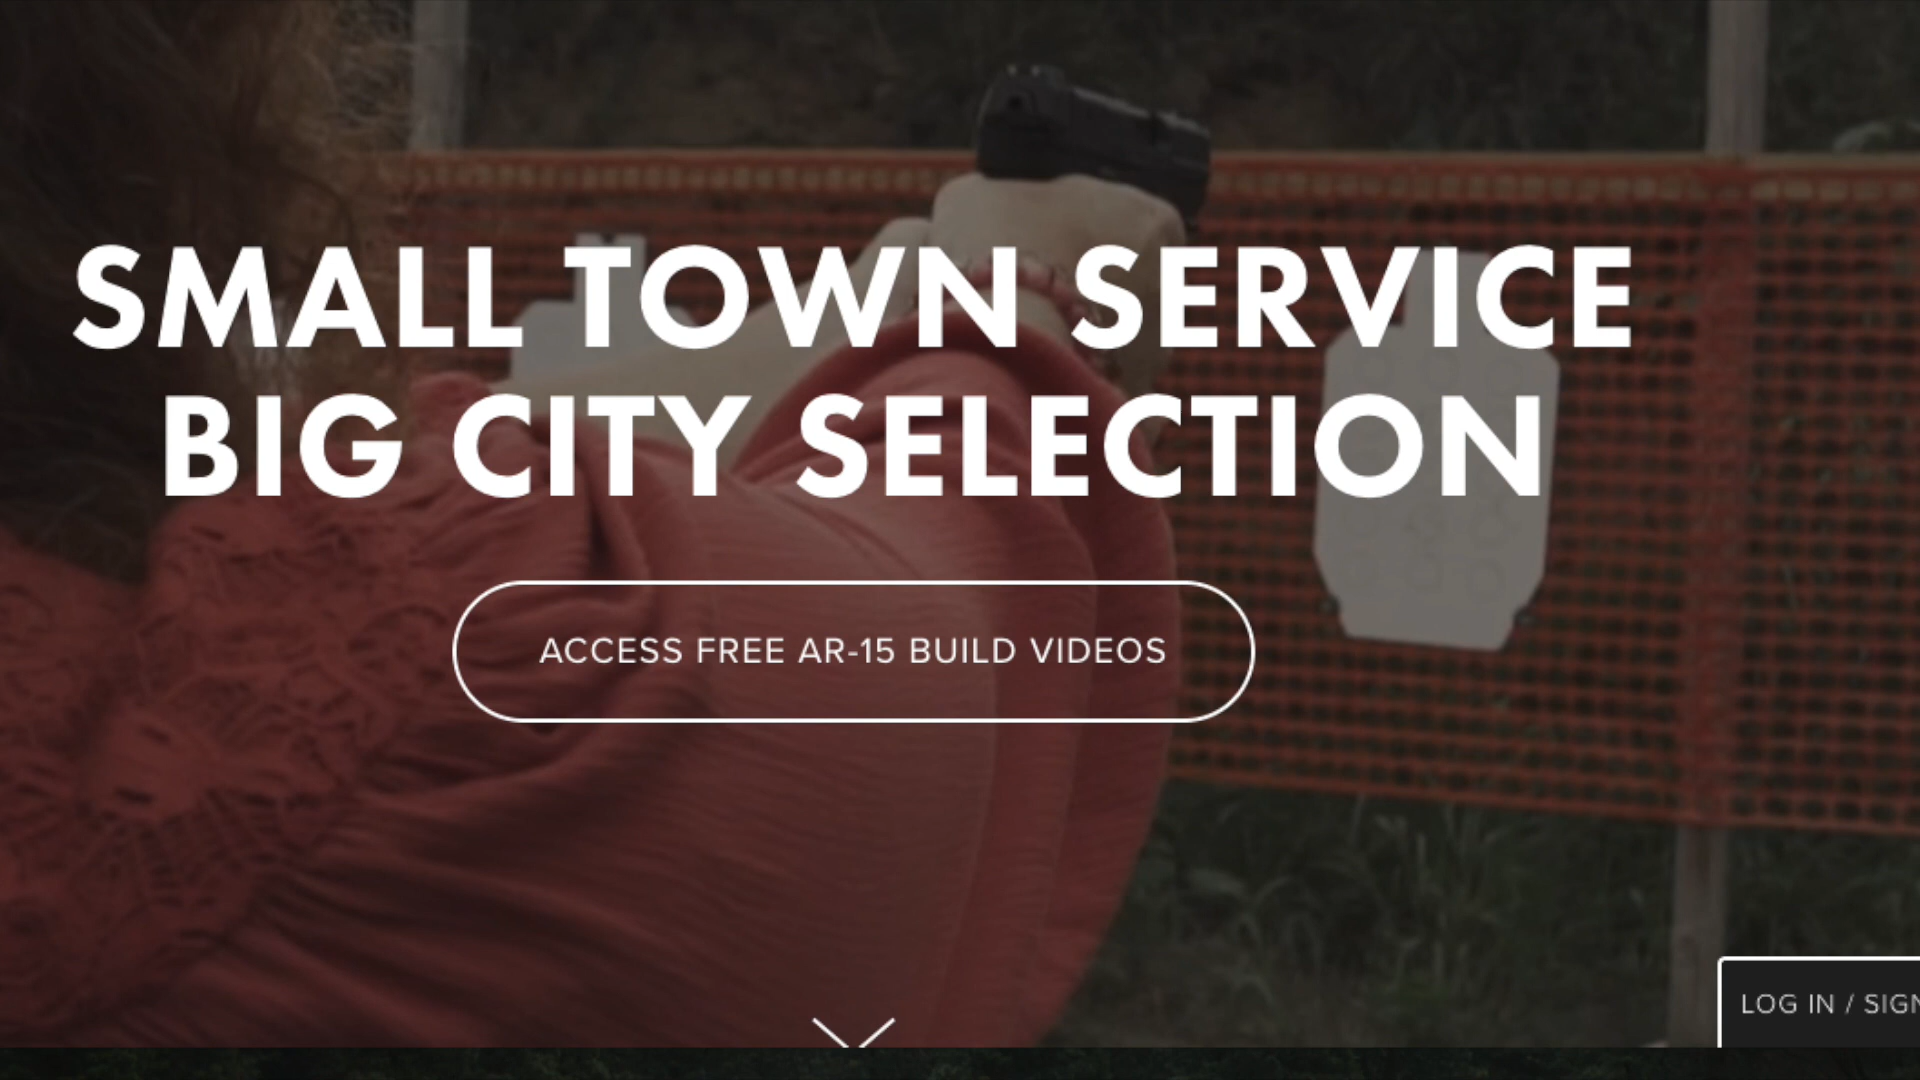 SMALL TOWN SERVICE
BIG CITY SELECTION
ACCESS FREE AR-15 BUILD VIDEOS
LOG IN / SIGN